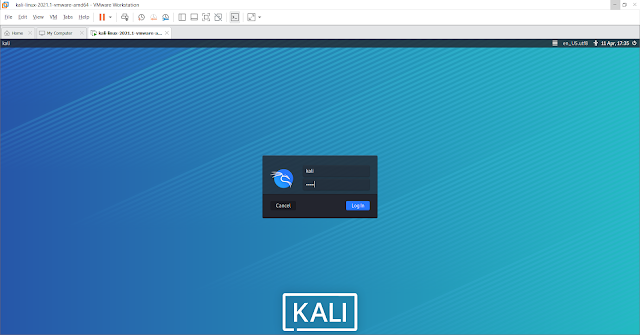 kali-linux-2021.1-vmware-amd64 - VMware Workstation
File Edit View VM Tabs Help
Home
My Computer
kali-linux-2021.1-vmware-a...
kali
en_US.utf8
11 Apr, 17:35
kali
Cancel
Log In
KALI